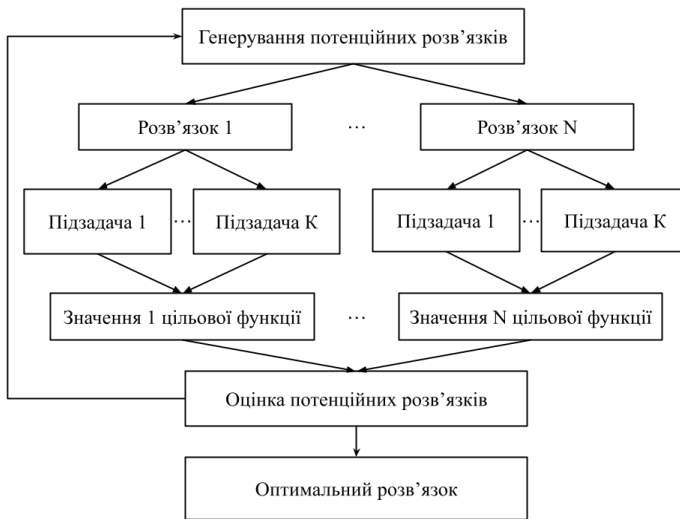 Генерування потенційних розв’язків
Розв’язок 1
...
Розв’язок N
Підзадача 1
...
Підзадача К
Підзадача 1
...
Підзадача К
Значення 1 цільової функції
...
Значення N цільової функції
Оцінка потенційних розв’язків
Оптимальний розв’язок